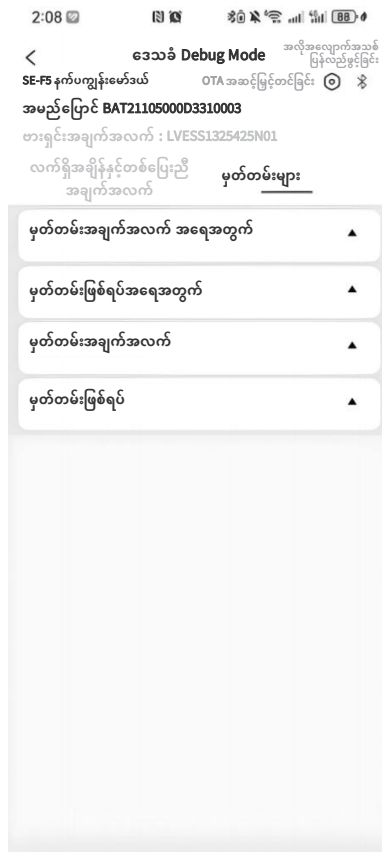 2:08 88
ဒေသခံ Debug Mode
အလိုအလျောက်အသစ်
ပြန်လည်ဖွင့်ခြင်း
SE-F5 နက်ပကျွန်းမော်ဒယ် OTA အဆင့်မြှင့်တင်ခြင်း
အမည်ပြောင် BAT21105000D3310003
ဗားရှင်းအချက်အလက် : LVESS1325425N01
လက်ရှိအချိန်နှင့်တစ်ပြေးညီ
အချက်အလက်
မှတ်တမ်းများ
မှတ်တမ်းအချက်အလက် အရေအတွက်
မှတ်တမ်းဖြစ်ရပ်အရေအတွက်
မှတ်တမ်းအချက်အလက်
မှတ်တမ်းဖြစ်ရပ်